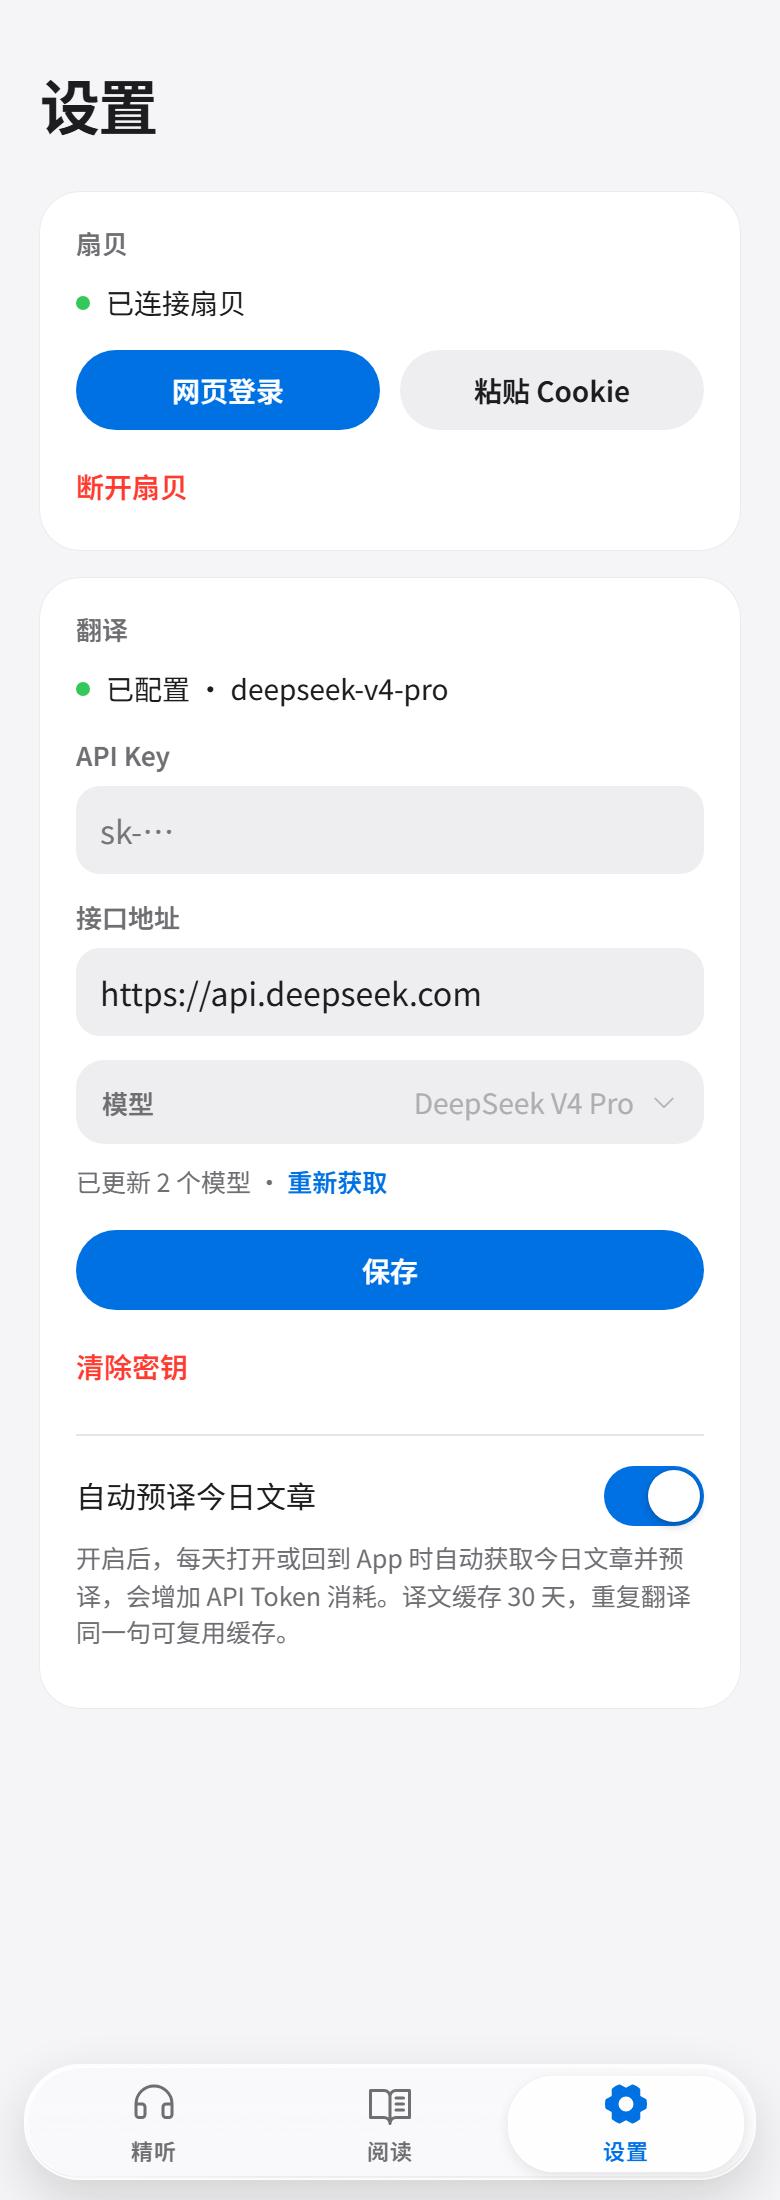 设置
扇贝
已连接扇贝
网页登录
粘贴 Cookie
断开扇贝
翻译
已配置 · deepseek-v4-pro
API Key
sk-···
接口地址
https://api.deepseek.com
模型
DeepSeek V4 Pro
已更新 2 个模型 · 重新获取
保存
清除密钥
自动预译今日文章
开启后，每天打开或回到 App 时自动获取今日文章并预
译，会增加 API Token 消耗。译文缓存 30 天，重复翻译
同一句可复用缓存。
精听
阅读
设置